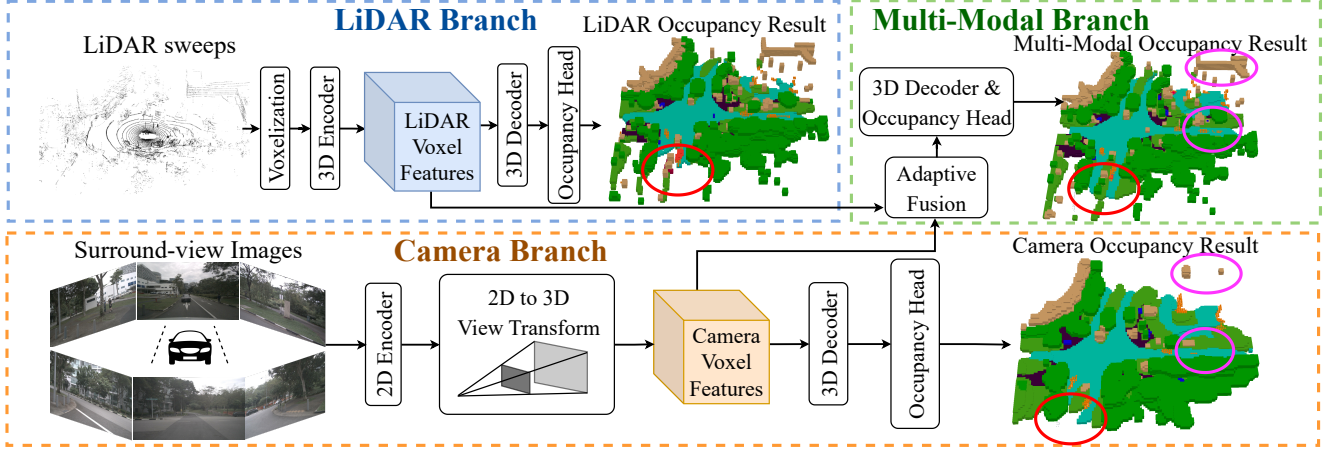 LiDAR Branch
LiDAR sweeps
Voxelization
3D Encoder
LiDAR
Voxel
Features
3D Decoder
Occupancy Head
LiDAR Occupancy Result
Multi-Modal Branch
Multi-Modal Occupancy Result
3D Decoder &
Occupancy Head
Adaptive
Fusion
Camera Branch
Surround-view Images
2D Encoder
2D to 3D
View Transform
Camera
Voxel
Features
3D Decoder
Occupancy Head
Camera Occupancy Result